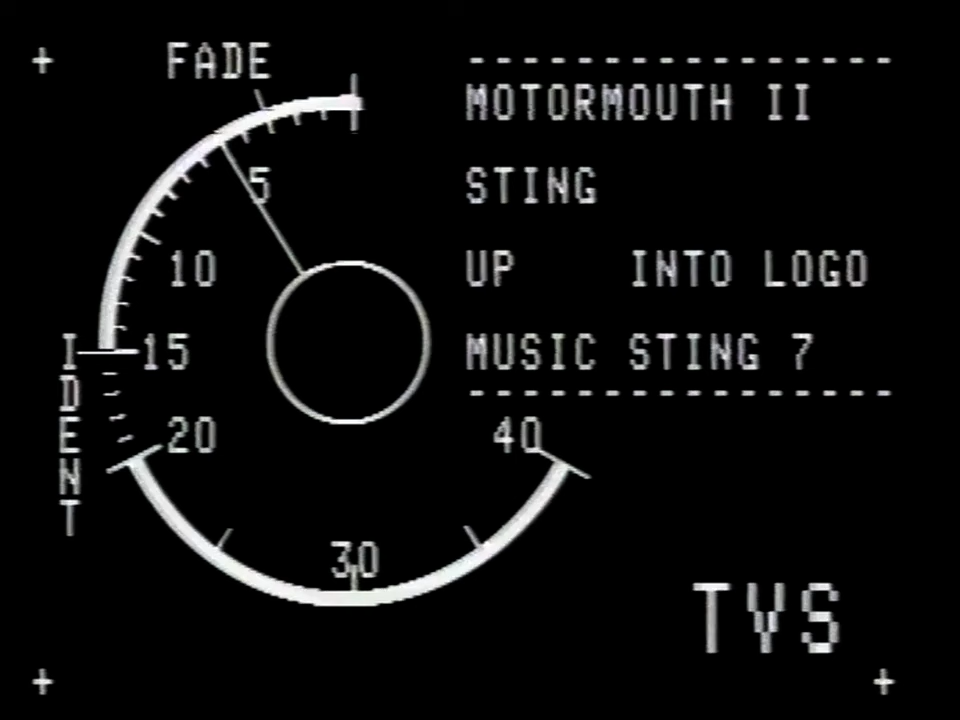 FADE
----------------
MOTORMOUTH II
STING
UP INTO LOGO
MUSIC STING 7
----------------
5
10
15
20
30
40
IDENT
TVS